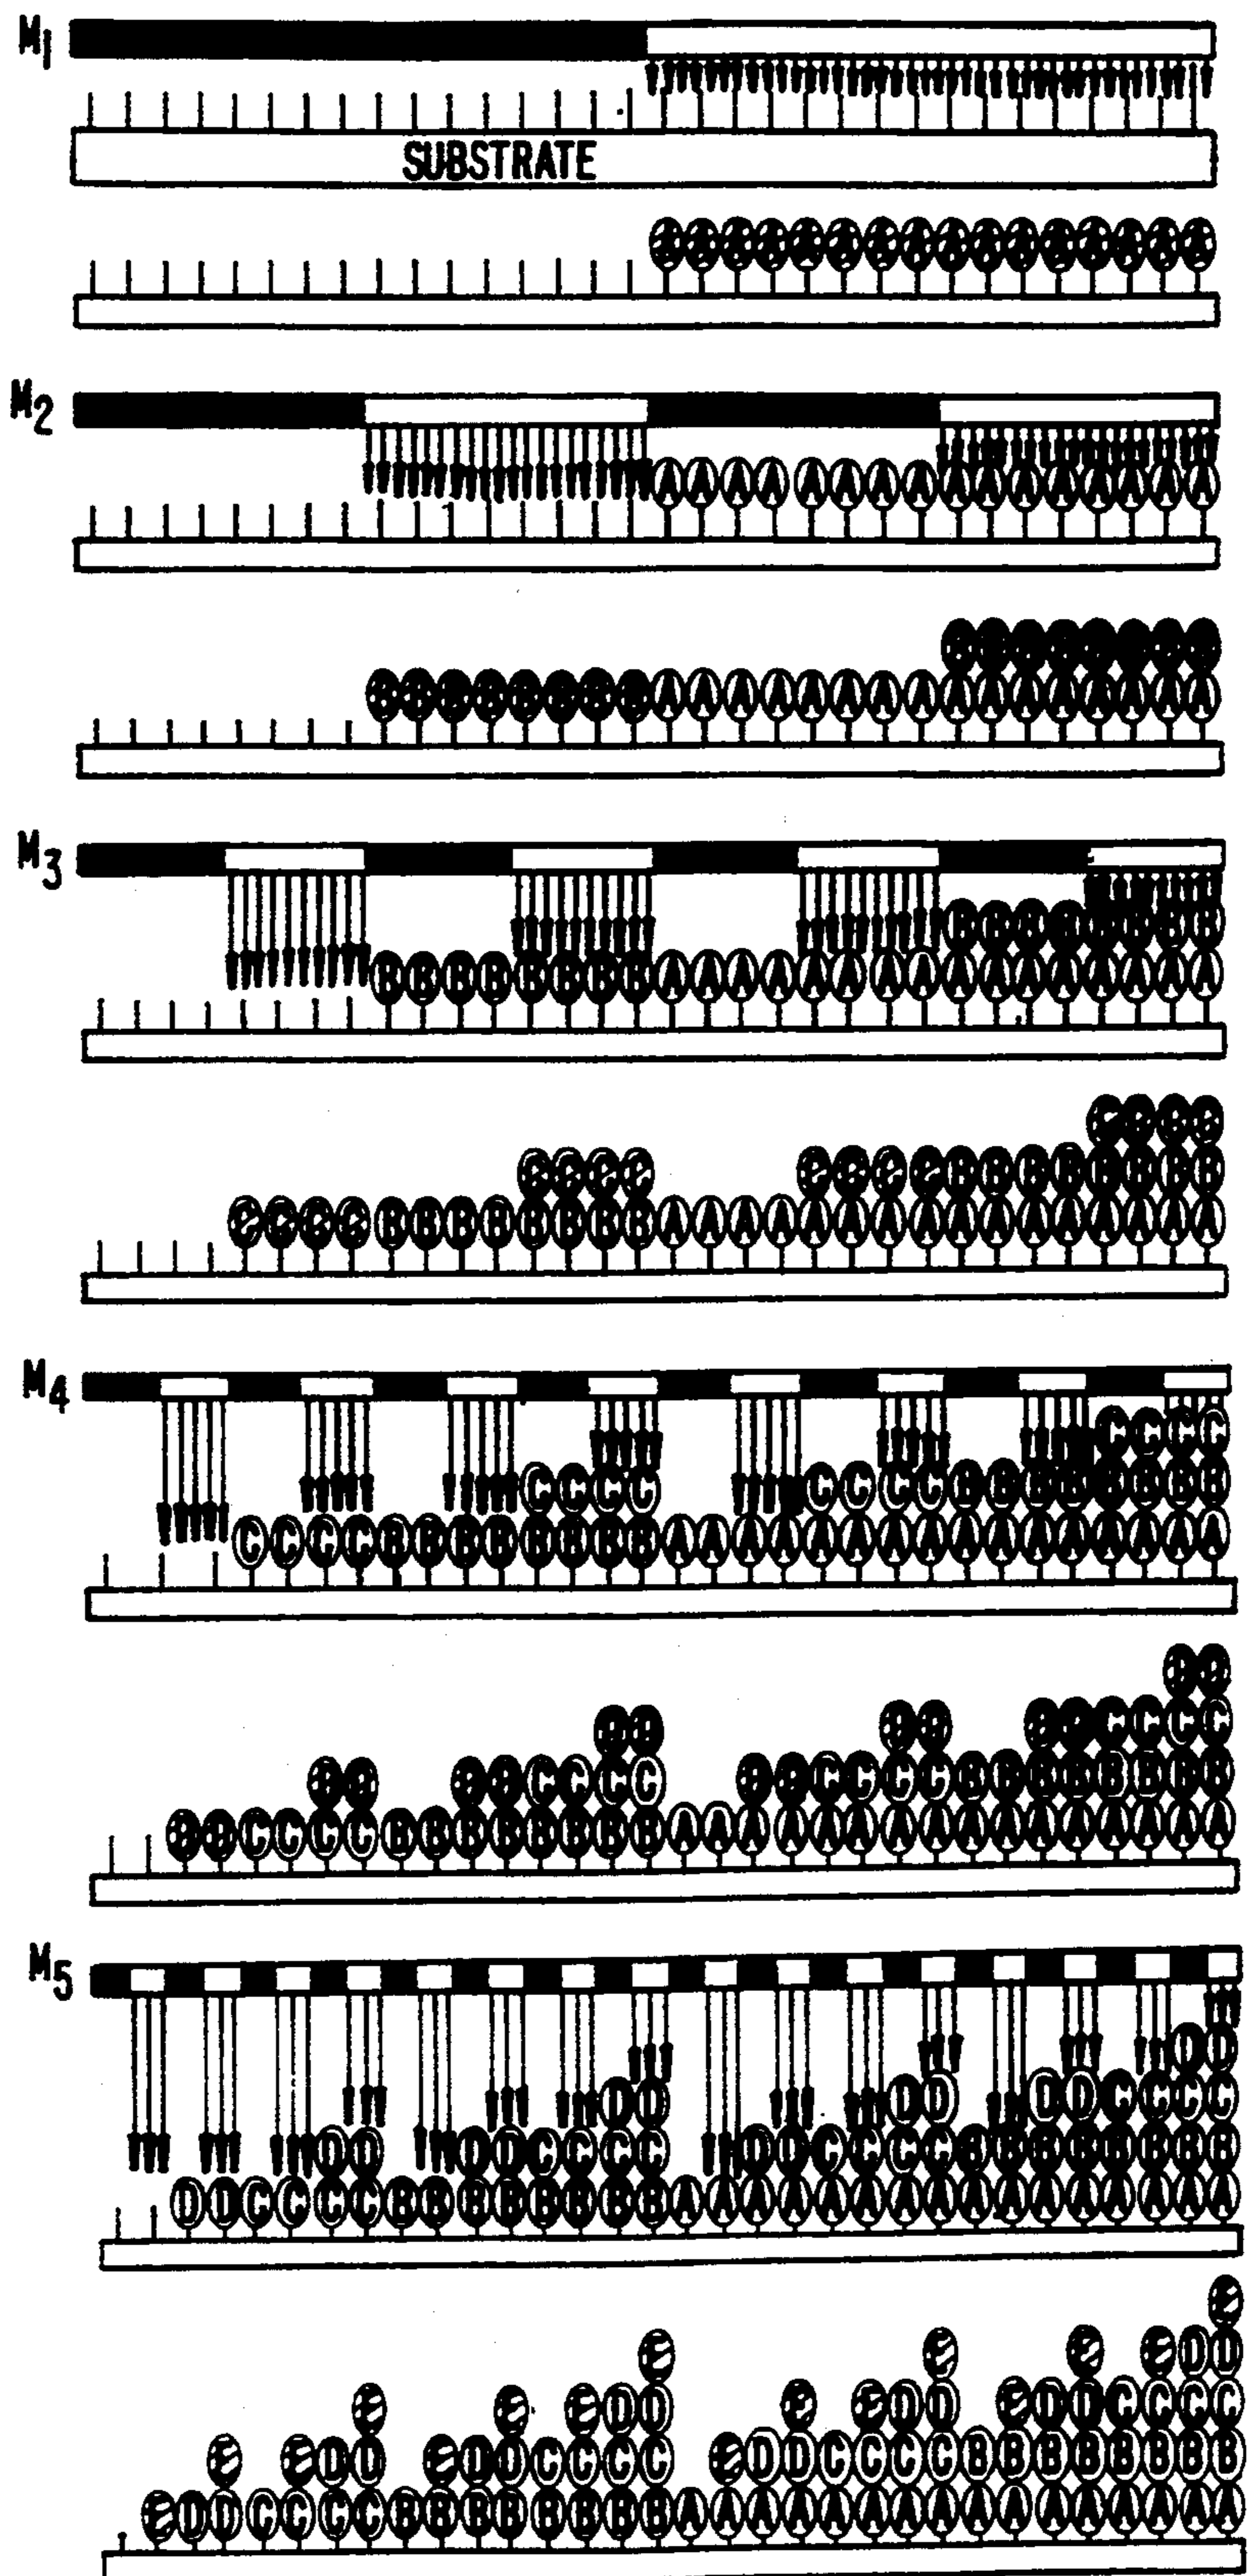 M1
SUBSTRATE
A A A A A A A A A A A A A A A A
M2
A A A A A A A A A A A A A A A A
B B B B B B B B
B B B B B B B B A A A A A A A A A A A A A A A A
M3
B B B B B B B B
B B B B B B B B A A A A A A A A A A A A A A A A
C C C C
C C C C C C C C B B B B B B B B
C C C C B B B B B B B B A A A A A A A A A A A A A A A A
M4
C C C C
C C C C C C C C B B B B B B B B
C C C C B B B B B B B B A A A A A A A A A A A A A A A A
D D
D D D D D D C C C C
D D D D C C C C D D C C C C B B B B B B B B
D D C C C C B B B B B B B B A A A A A A A A A A A A A A A A
M5
D D
D D D D D D C C C C
D D D D C C C C D D C C C C B B B B B B B B
D D C C C C B B B B B B B B A A A A A A A A A A A A A A A A
E
E E E E D D
E E E D D E E D D E D D C C C C
E E D D E D D C C C C E D D C C C C B B B B B B B B
E D D C C C C B B B B B B B B A A A A A A A A A A A A A A A A